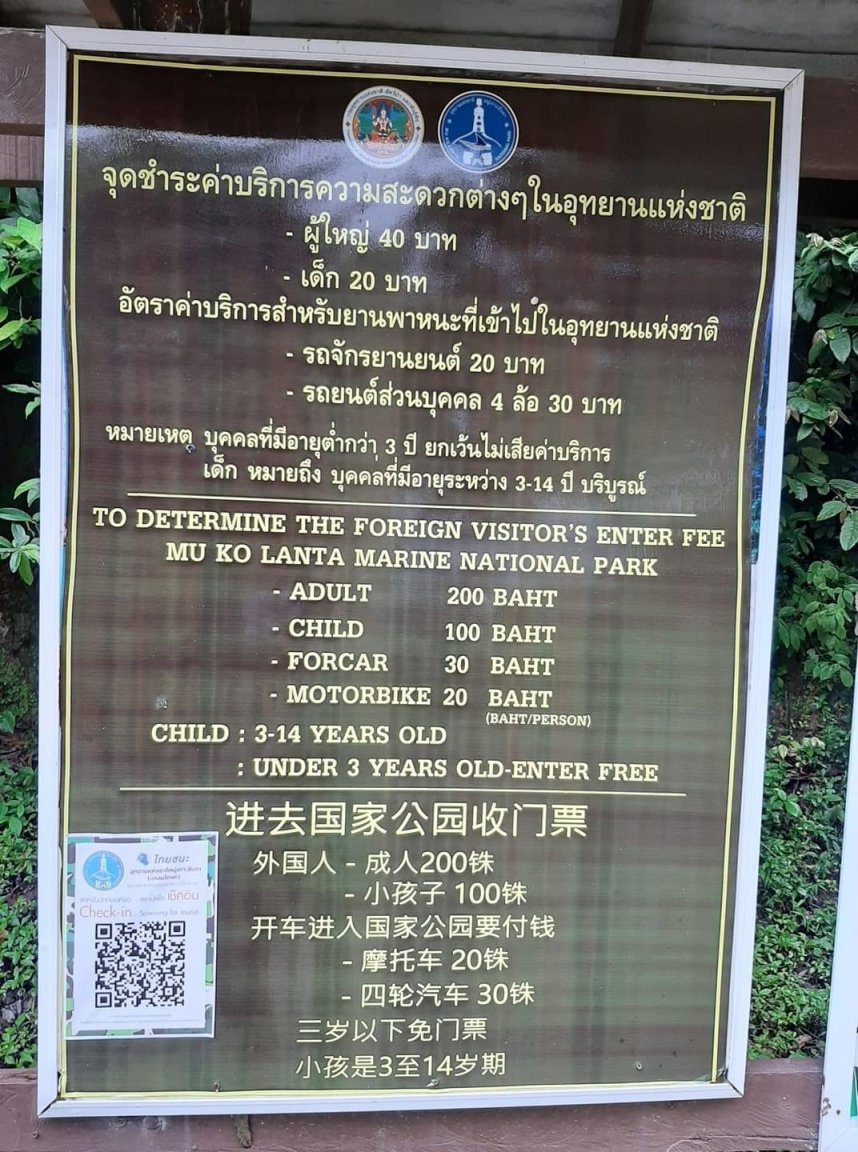 จุดชำระค่าบริการความสะดวกต่างๆในอุทยานแห่งชาติ
- ผู้ใหญ่ 40 บาท
- เด็ก 20 บาท
อัตราค่าบริการสำหรับยานพาหนะที่เข้าไปในอุทยานแห่งชาติ
- รถจักรยานยนต์ 20 บาท
- รถยนต์ส่วนบุคคล 4 ล้อ 30 บาท
หมายเหตุ บุคคลที่มีอายุต่ำกว่า 3 ปี ยกเว้นไม่เสียค่าบริการ
เด็ก หมายถึง บุคคลที่มีอายุระหว่าง 3-14 ปี บริบูรณ์
TO DETERMINE THE FOREIGN VISITOR'S ENTER FEE
MU KO LANTA MARINE NATIONAL PARK
- ADULT 200 BAHT
- CHILD 100 BAHT
- FORCAR 30 BAHT
- MOTORBIKE 20 BAHT
(BAHT/PERSON)
CHILD : 3-14 YEARS OLD
: UNDER 3 YEARS OLD-ENTER FREE
进去国家公园收门票
外国人 - 成人200铢
- 小孩子 100铢
开车进入国家公园要付钱
- 摩托车 20铢
- 四轮汽车 30铢
三岁以下免门票
小孩是3至14岁期
ไทยชนะ
เช็คอิน
Check-in Scanning for tourist